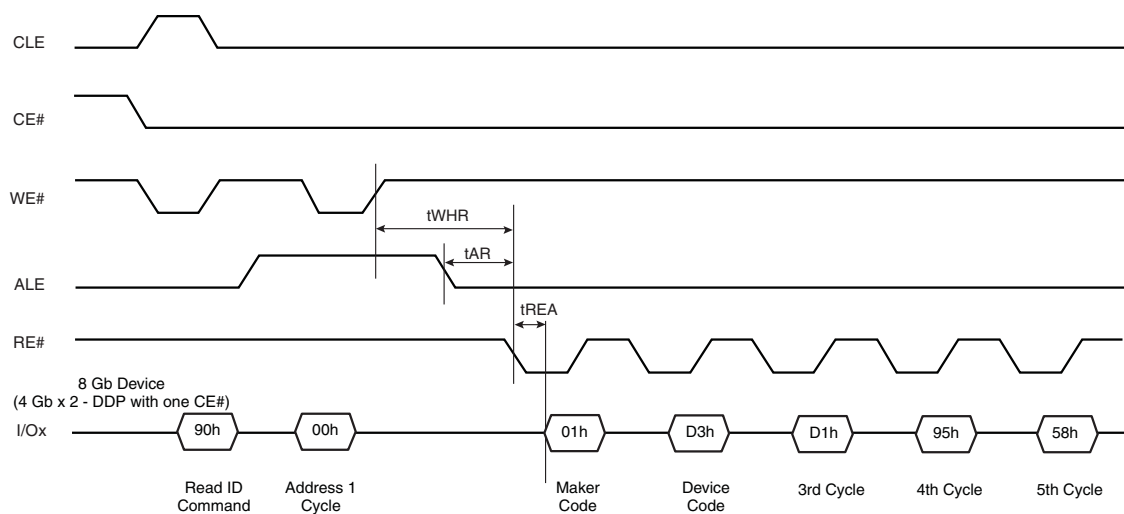 CLE
CE#
WE#
tWHR
tAR
ALE
tREA
RE#
8 Gb Device
(4 Gb x 2 - DDP with one CE#)
I/Ox
90h
00h
01h
D3h
D1h
95h
58h
Read ID
Command
Address 1
Cycle
Maker
Code
Device
Code
3rd Cycle
4th Cycle
5th Cycle